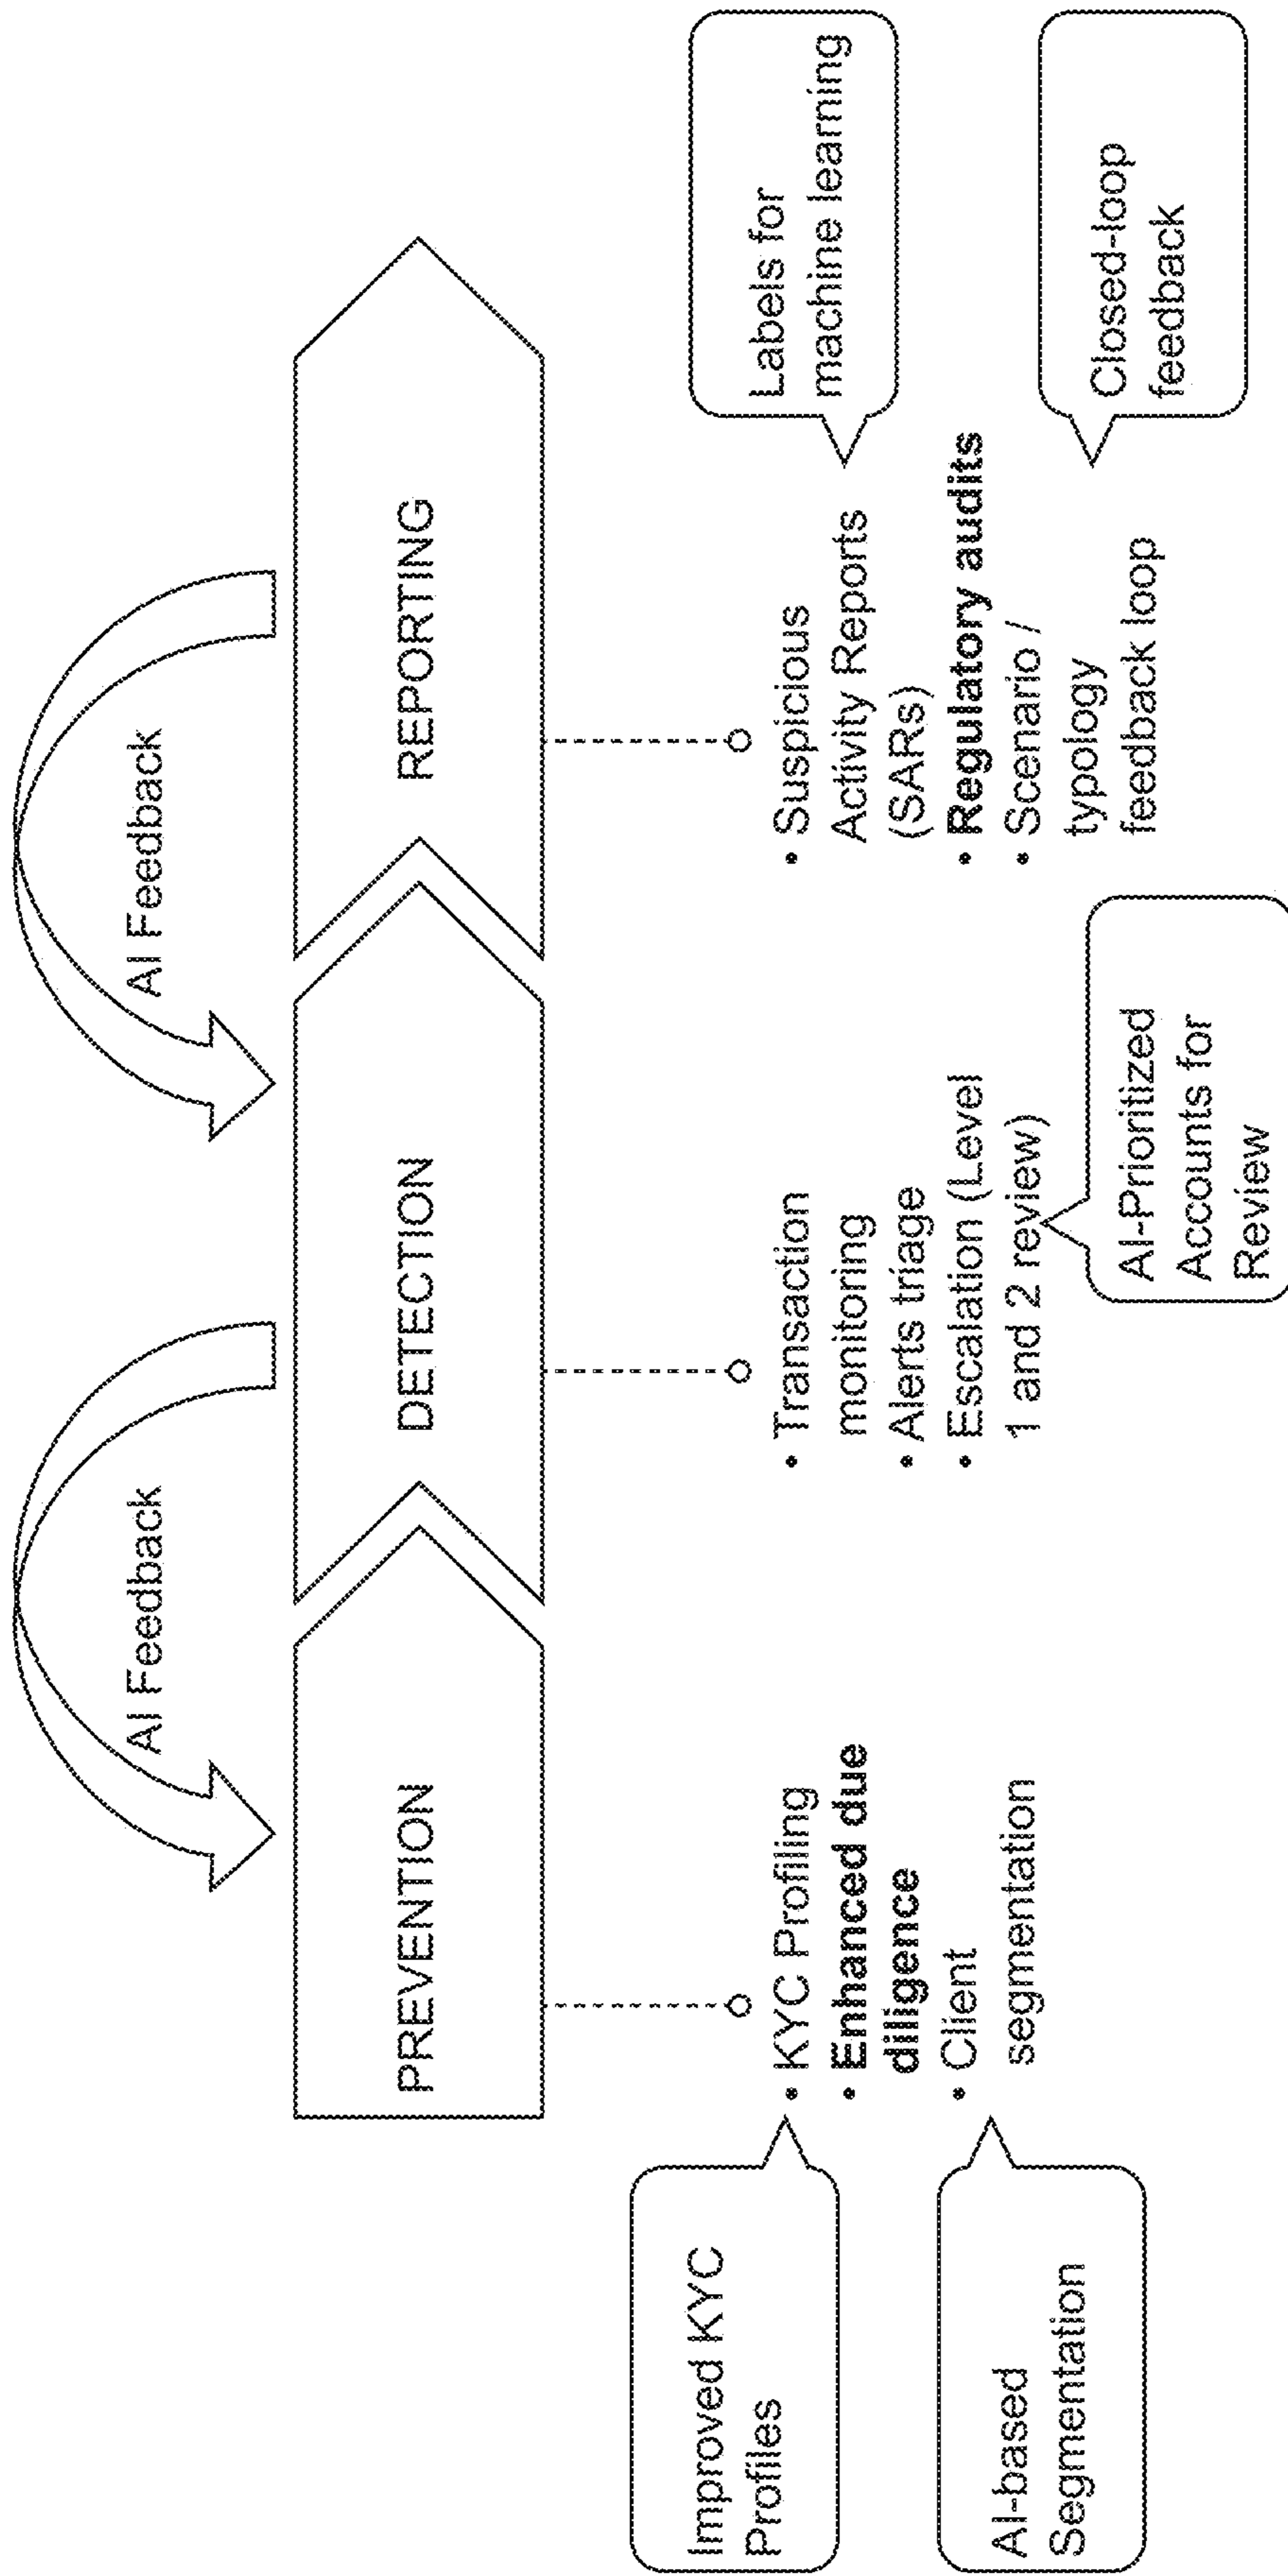 AI Feedback
AI Feedback
PREVENTION
DETECTION
REPORTING
Improved KYC
Profiles
AI-based
Segmentation
• KYC Profiling
• Enhanced due
diligence
• Client
segmentation
• Transaction
monitoring
• Alerts triage
• Escalation (Level
1 and 2 review)
AI-Prioritized
Accounts for
Review
• Suspicious
Activity Reports
(SARs)
• Regulatory audits
• Scenario /
typology
feedback loop
Labels for
machine learning
Closed-loop
feedback